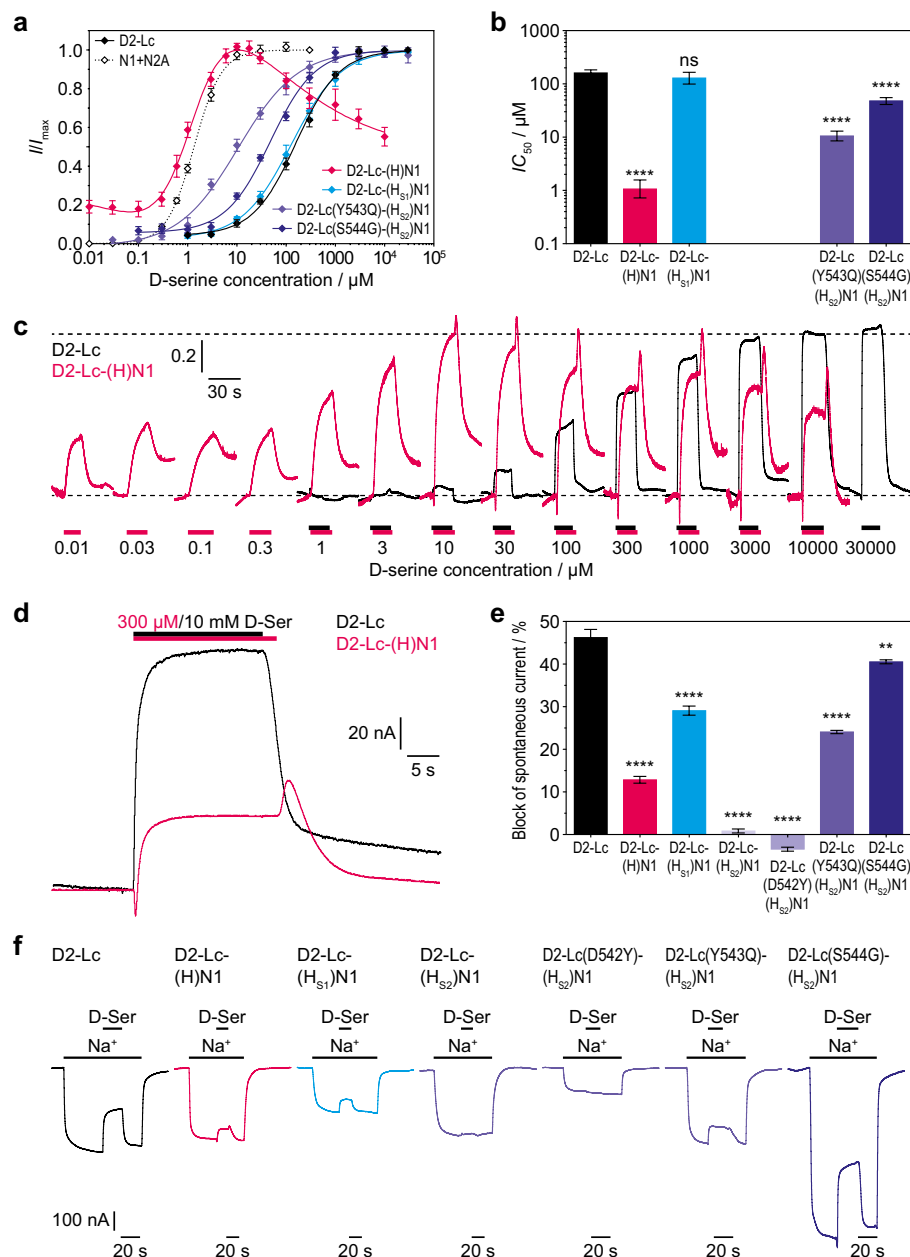 a
I/Imax
1.0
0.8
0.6
0.4
0.2
0.0
D2-Lc
N1+N2A
D2-Lc-(H)N1
D2-Lc-(HS1)N1
D2-Lc(Y543Q)-(HS2)N1
D2-Lc(S544G)-(HS2)N1
0.01 0.1 1 10 100 1000 10⁴ 10⁵
D-serine concentration / µM
b
IC50 / µM
1000
100
10
1
0.1
**** ns **** ****
D2-Lc
D2-Lc-
(H)N1
D2-Lc-
(HS1)N1
D2-Lc
(Y543Q)
(HS2)N1
D2-Lc
(S544G)
(HS2)N1
c
D2-Lc
D2-Lc-(H)N1
0.2
30 s
0.01 0.03 0.1 0.3 1 3 10 30 100 300 1000 3000 10000 30000
D-serine concentration / µM
d
300 µM/10 mM D-Ser
D2-Lc
D2-Lc-(H)N1
20 nA
5 s
e
Block of spontaneous current / %
50
40
30
20
10
0
**** **** **** **** **** **
D2-Lc
D2-Lc-
(H)N1
D2-Lc-
(HS1)N1
D2-Lc-
(HS2)N1
D2-Lc
(D542Y)
(HS2)N1
D2-Lc
(Y543Q)
(HS2)N1
D2-Lc
(S544G)
(HS2)N1
f
D2-Lc
D2-Lc-
(H)N1
D2-Lc-
(HS1)N1
D2-Lc-
(HS2)N1
D2-Lc(D542Y)-
(HS2)N1
D2-Lc(Y543Q)-
(HS2)N1
D2-Lc(S544G)-
(HS2)N1
D-Ser D-Ser D-Ser D-Ser D-Ser D-Ser D-Ser
Na⁺ Na⁺ Na⁺ Na⁺ Na⁺ Na⁺ Na⁺
100 nA
20 s 20 s 20 s 20 s 20 s 20 s 20 s